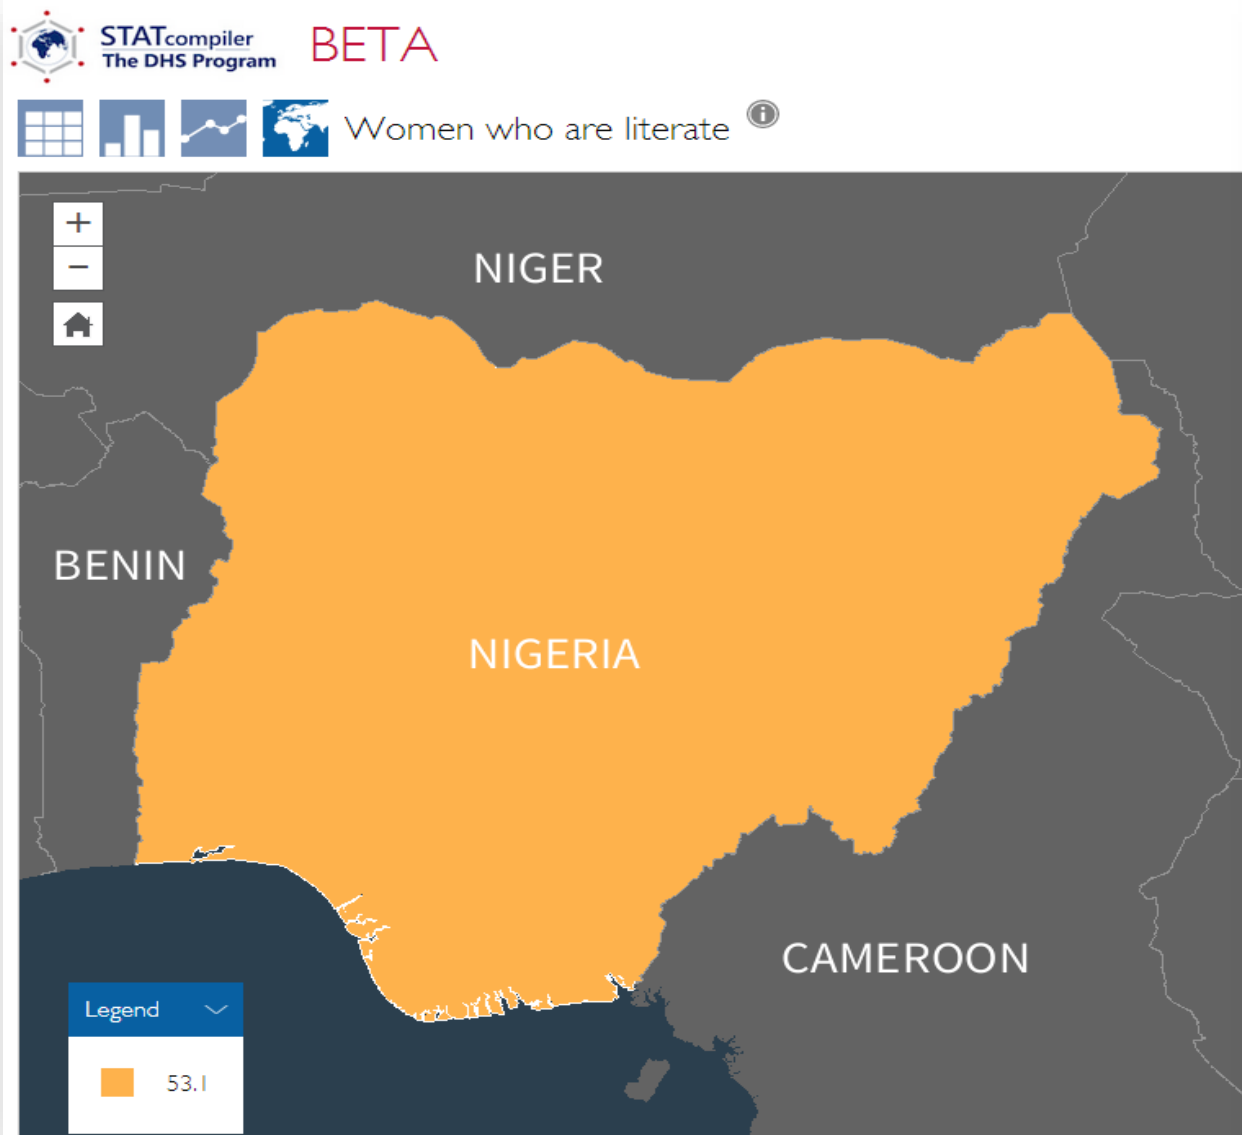 STATcompiler
The DHS Program
BETA
Women who are literate
i
+
−
NIGER
BENIN
NIGERIA
CAMEROON
Legend
53.1